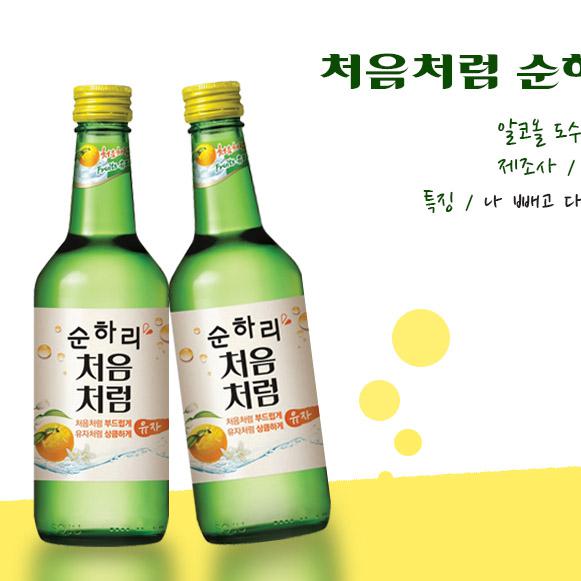 처음처럼 순하
알코올 도수
제조사 /
특징 / 나 빼고 다
순하리
처음
처럼
처음처럼 부드럽게
유자처럼 상큼하게
유자
순하리
처음
처럼
처음처럼 부드럽게
유자처럼 상큼하게
유자